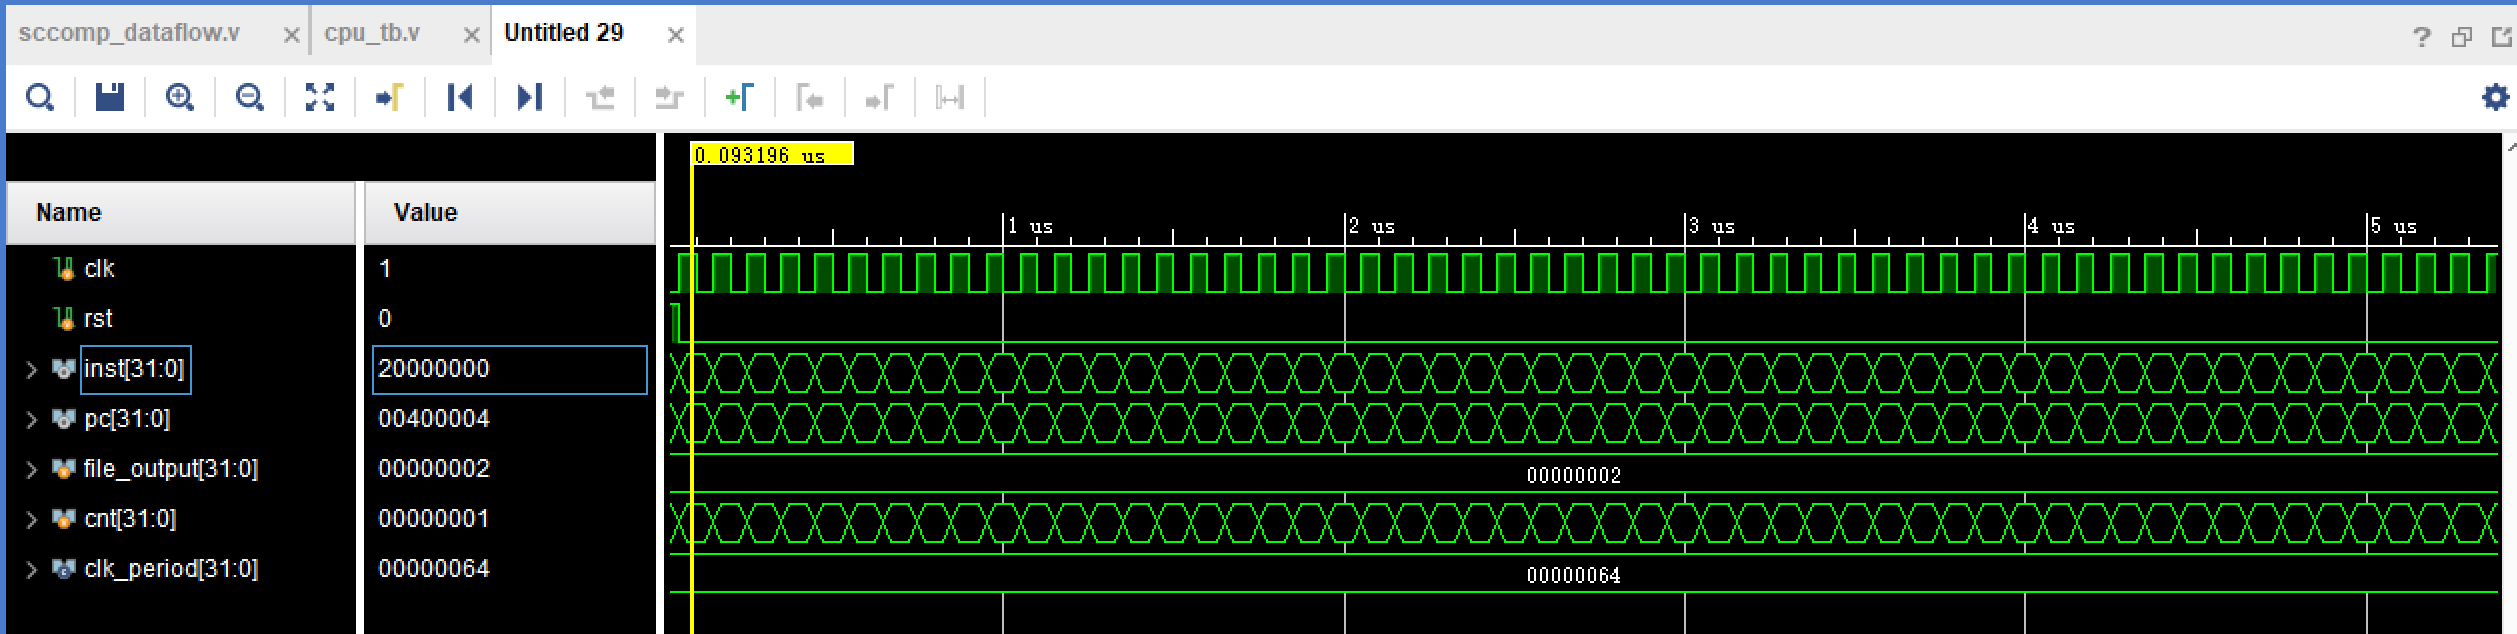 sccomp_dataflow.v × cpu_tb.v × Untitled 29 × ?
0.093196 us
Name Value
1 us 2 us 3 us 4 us 5 us
clk 1
rst 0
inst[31:0] 20000000
pc[31:0] 00400004
file_output[31:0] 00000002 00000002
cnt[31:0] 00000001
clk_period[31:0] 00000064 00000064